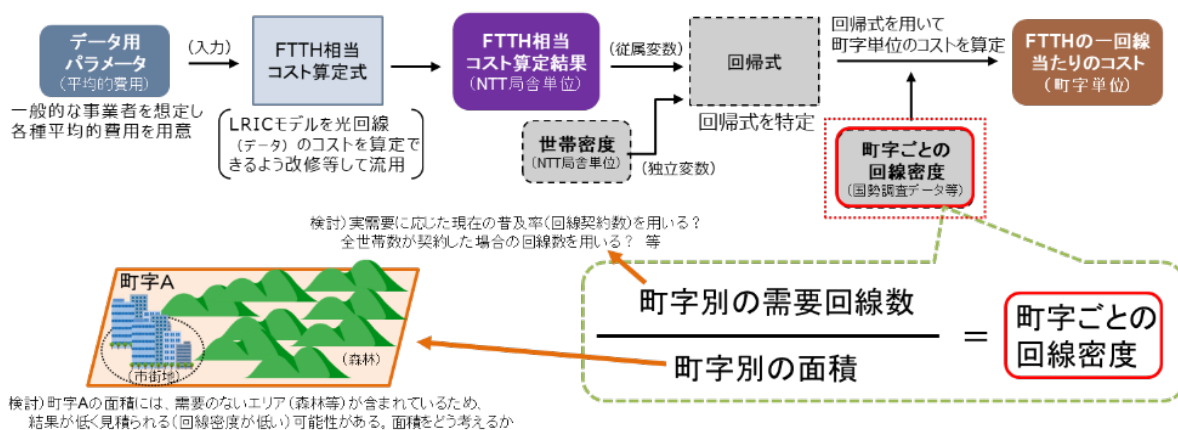 データ用
パラメータ
(平均的費用)
(入力)
FTTH相当
コスト算定式
FTTH相当
コスト算定結果
(NTT局舎単位)
(従属変数)
回帰式
回帰式を用いて
町字単位のコストを算定
FTTHの一回線
当たりのコスト
(町字単位)
一般的な事業者を想定し
各種平均的費用を用意
LRICモデルを光回線
(データ)のコストを算定で
きるよう改修等して流用
世帯密度
(NTT局舎単位)
(独立変数)
回帰式を特定
町字ごとの
回線密度
(国勢調査データ等)
検討)実需要に応じた現在の普及率(回線契約数)を用いる?
全世帯数が契約した場合の回線数を用いる? 等
町字A
(市街地)
(森林)
町字別の需要回線数
町字別の面積
=
町字ごとの
回線密度
検討)町字Aの面積には、需要のないエリア(森林等)が含まれているため、
結果が低く見積られる(回線密度が低い)可能性がある。面積をどう考えるか